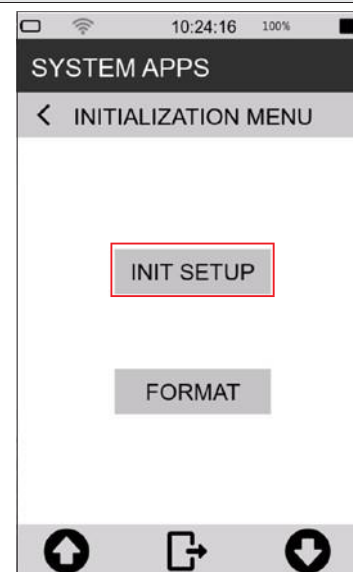 10:24:16 100%
SYSTEM APPS
INITIALIZATION MENU
INIT SETUP
FORMAT